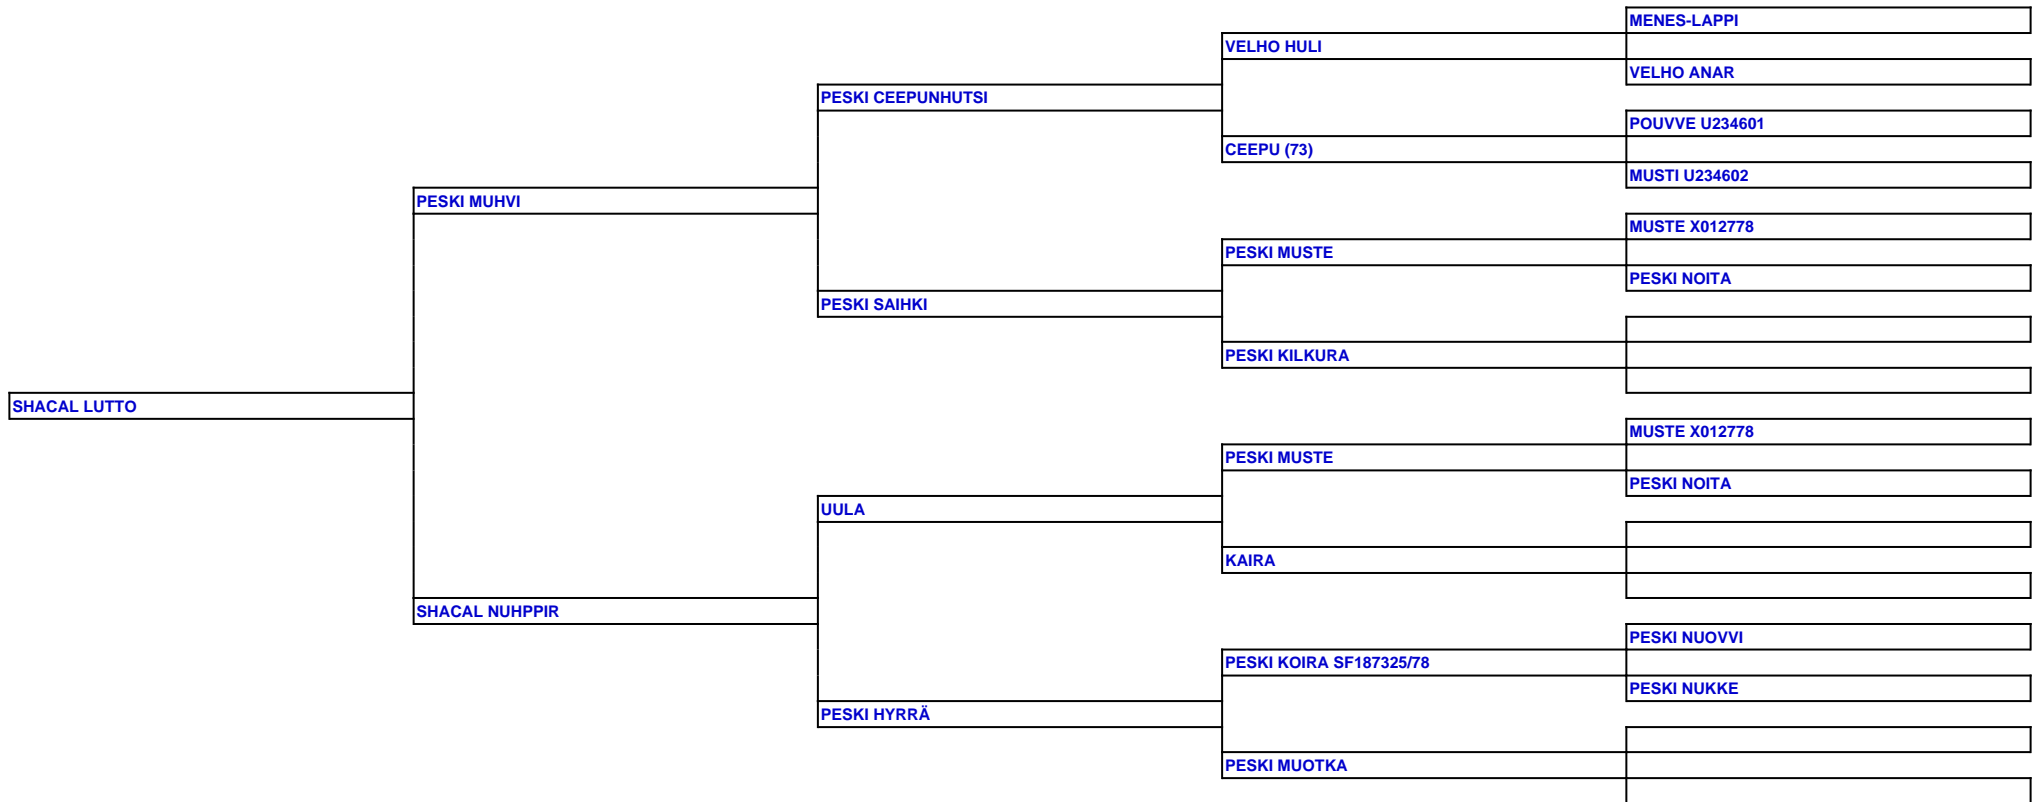 MENES-LAPPI
VELHO HULI
VELHO ANAR
PESKI CEEPUNHUTSI
POUVVE U234601
CEEPU (73)
MUSTI U234602
PESKI MUHVI
MUSTE X012778
PESKI MUSTE
PESKI NOITA
PESKI SAIHKI
PESKI KILKURA
SHACAL LUTTO
MUSTE X012778
PESKI MUSTE
PESKI NOITA
UULA
KAIRA
SHACAL NUHPPIR
PESKI NUOVVI
PESKI KOIRA SF187325/78
PESKI NUKKE
PESKI HYRRÄ
PESKI MUOTKA